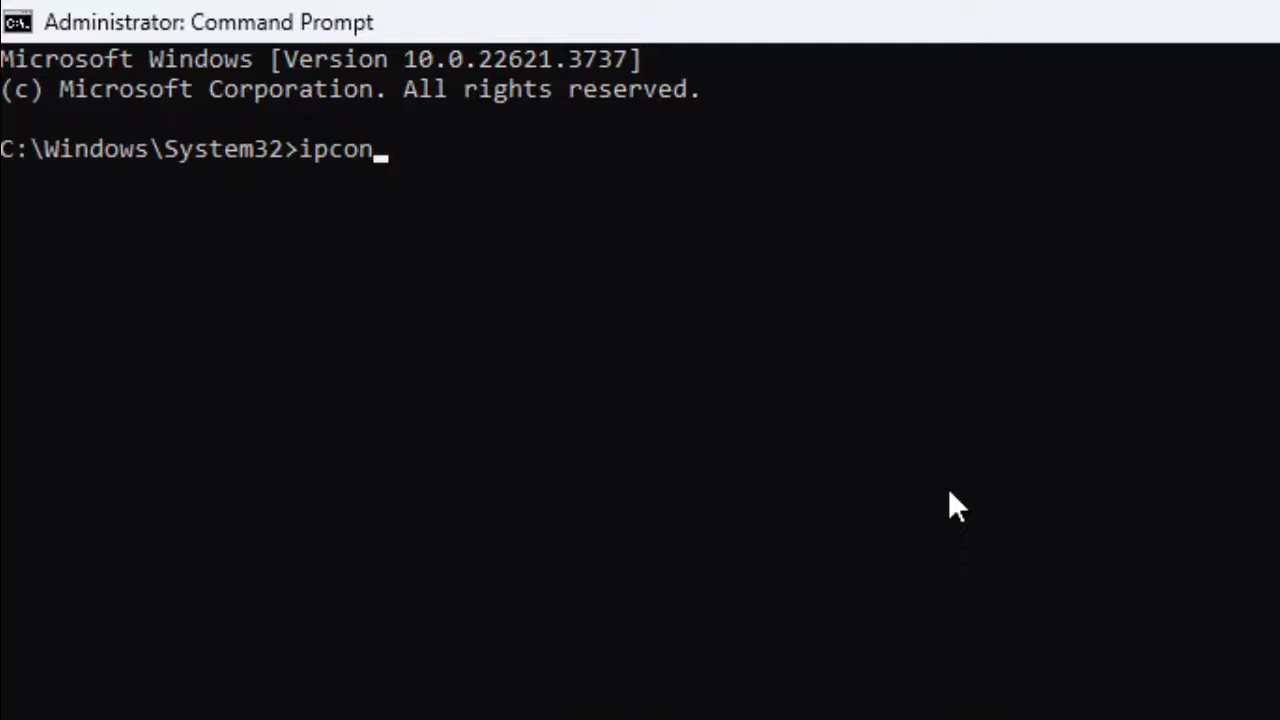 Administrator: Command Prompt
Microsoft Windows [Version 10.0.22621.3737]
(c) Microsoft Corporation. All rights reserved.
C:\Windows\System32>ipcon